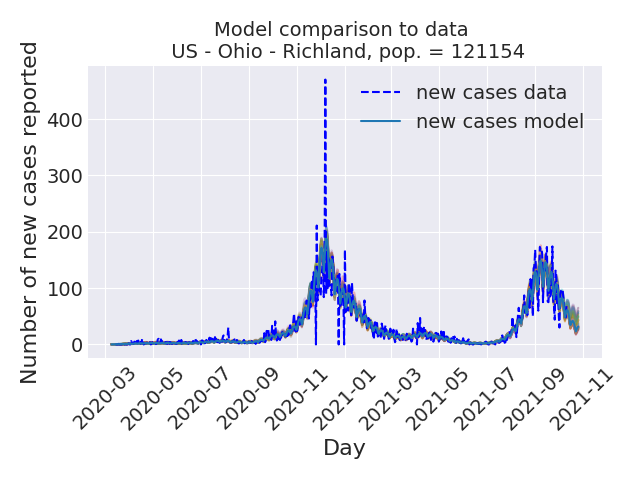 Model comparison to data
US - Ohio - Richland, pop. = 121154
new cases data
new cases model
Number of new cases reported
400
300
200
100
0
2020-03
2020-05
2020-07
2020-09
2020-11
2021-01
2021-03
2021-05
2021-07
2021-09
2021-11
Day